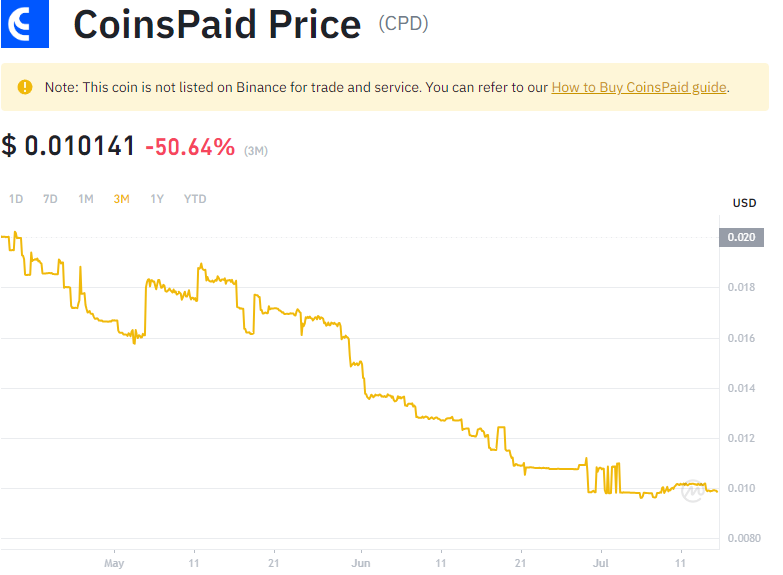 CoinsPaid Price (CPD)
Note: This coin is not listed on Binance for trade and service. You can refer to our How to Buy CoinsPaid guide.
$ 0.010141 -50.64% (3M)
1D 7D 1M 3M 1Y YTD
USD
0.020
0.018
0.016
0.014
0.012
0.010
0.0080
May 11 21 Jun 11 21 Jul 11